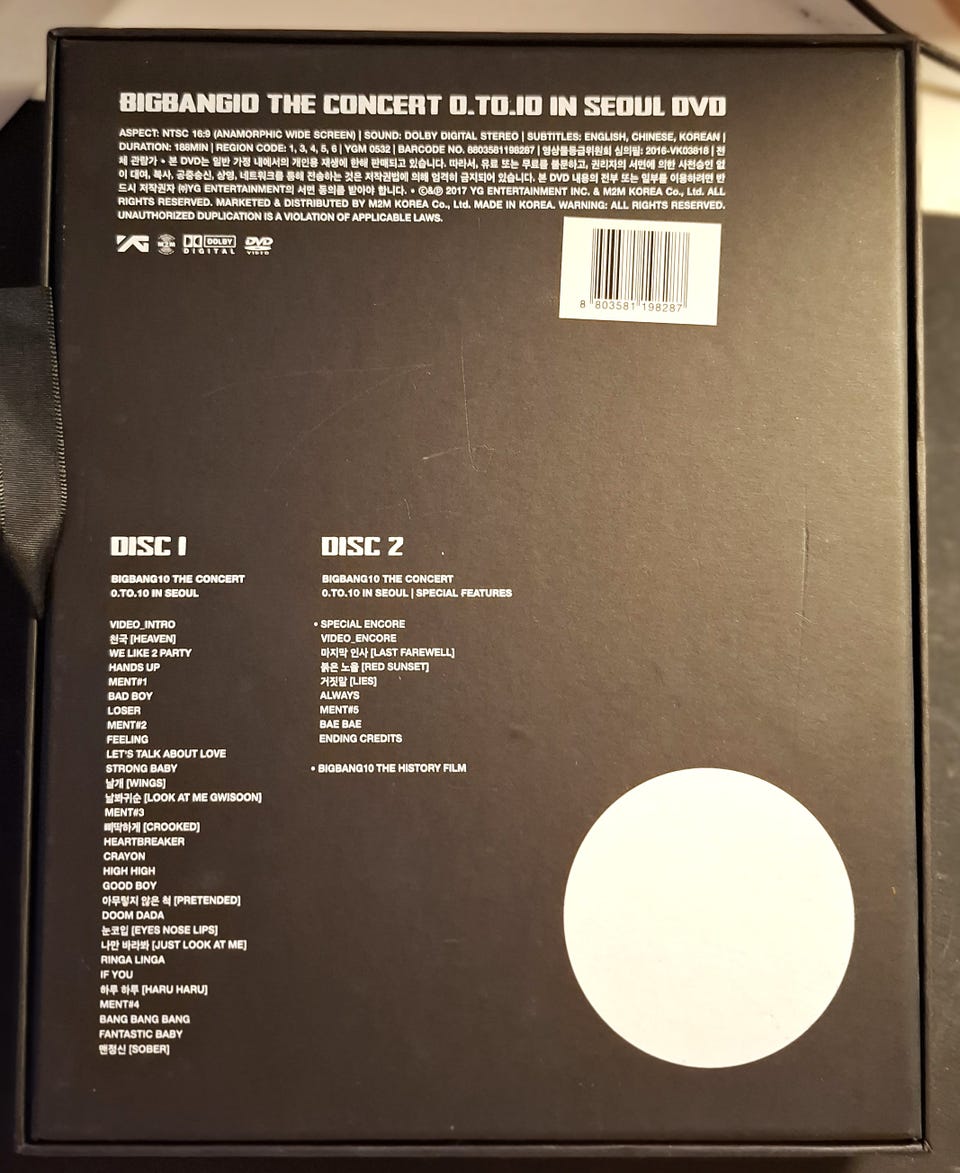 BIGBANG10 THE CONCERT 0.TO.10 IN SEOUL DVD
ASPECT: NTSC 16:9 (ANAMORPHIC WIDE SCREEN) | SOUND: DOLBY DIGITAL STEREO | SUBTITLES: ENGLISH, CHINESE, KOREAN |
DURATION: 188MIN | REGION CODE: 1, 3, 4, 5, 6 | YGM 0532 | BARCODE NO. 8803581198287 | 영상물등급위원회 심의필: 2016-VK03818 | 전
체 관람가 • 본 DVD는 일반 가정 내에서의 개인용 재생에 한해 판매되고 있습니다. 따라서, 유료 또는 무료를 불문하고, 권리지의 서면에 의한 사전승인 없
이 대여, 복사, 공중송신, 상영, 네트워크를 통해 전송하는 것은 저작권법에 의해 엄격히 금지되어 있습니다. 본 DVD 내용의 전부 또는 일부를 이용하려면 반
드시 저작권자 ㈜YG ENTERTAINMENT의 서면 동의를 받아야 합니다. • ©&℗ 2017 YG ENTERTAINMENT INC. & M2M KOREA Co., Ltd. ALL
RIGHTS RESERVED. MARKETED & DISTRIBUTED BY M2M KOREA Co., Ltd. MADE IN KOREA. WARNING: ALL RIGHTS RESERVED.
UNAUTHORIZED DUPLICATION IS A VIOLATION OF APPLICABLE LAWS.
YG M2M DOLBY DIGITAL DVD VIDEO
8 803581 198287
DISC 1
BIGBANG10 THE CONCERT
0.TO.10 IN SEOUL
VIDEO_INTRO
천국 [HEAVEN]
WE LIKE 2 PARTY
HANDS UP
MENT#1
BAD BOY
LOSER
MENT#2
FEELING
LET'S TALK ABOUT LOVE
STRONG BABY
날개 [WINGS]
날봐귀순 [LOOK AT ME GWISOON]
MENT#3
삐딱하게 [CROOKED]
HEARTBREAKER
CRAYON
HIGH HIGH
GOOD BOY
아무렇지 않은 척 [PRETENDED]
DOOM DADA
눈코입 [EYES NOSE LIPS]
나만 바라봐 [JUST LOOK AT ME]
RINGA LINGA
IF YOU
하루 하루 [HARU HARU]
MENT#4
BANG BANG BANG
FANTASTIC BABY
맨정신 [SOBER]
DISC 2
BIGBANG10 THE CONCERT
0.TO.10 IN SEOUL | SPECIAL FEATURES
• SPECIAL ENCORE
VIDEO_ENCORE
마지막 인사 [LAST FAREWELL]
붉은 노을 [RED SUNSET]
거짓말 [LIES]
ALWAYS
MENT#5
BAE BAE
ENDING CREDITS
• BIGBANG10 THE HISTORY FILM